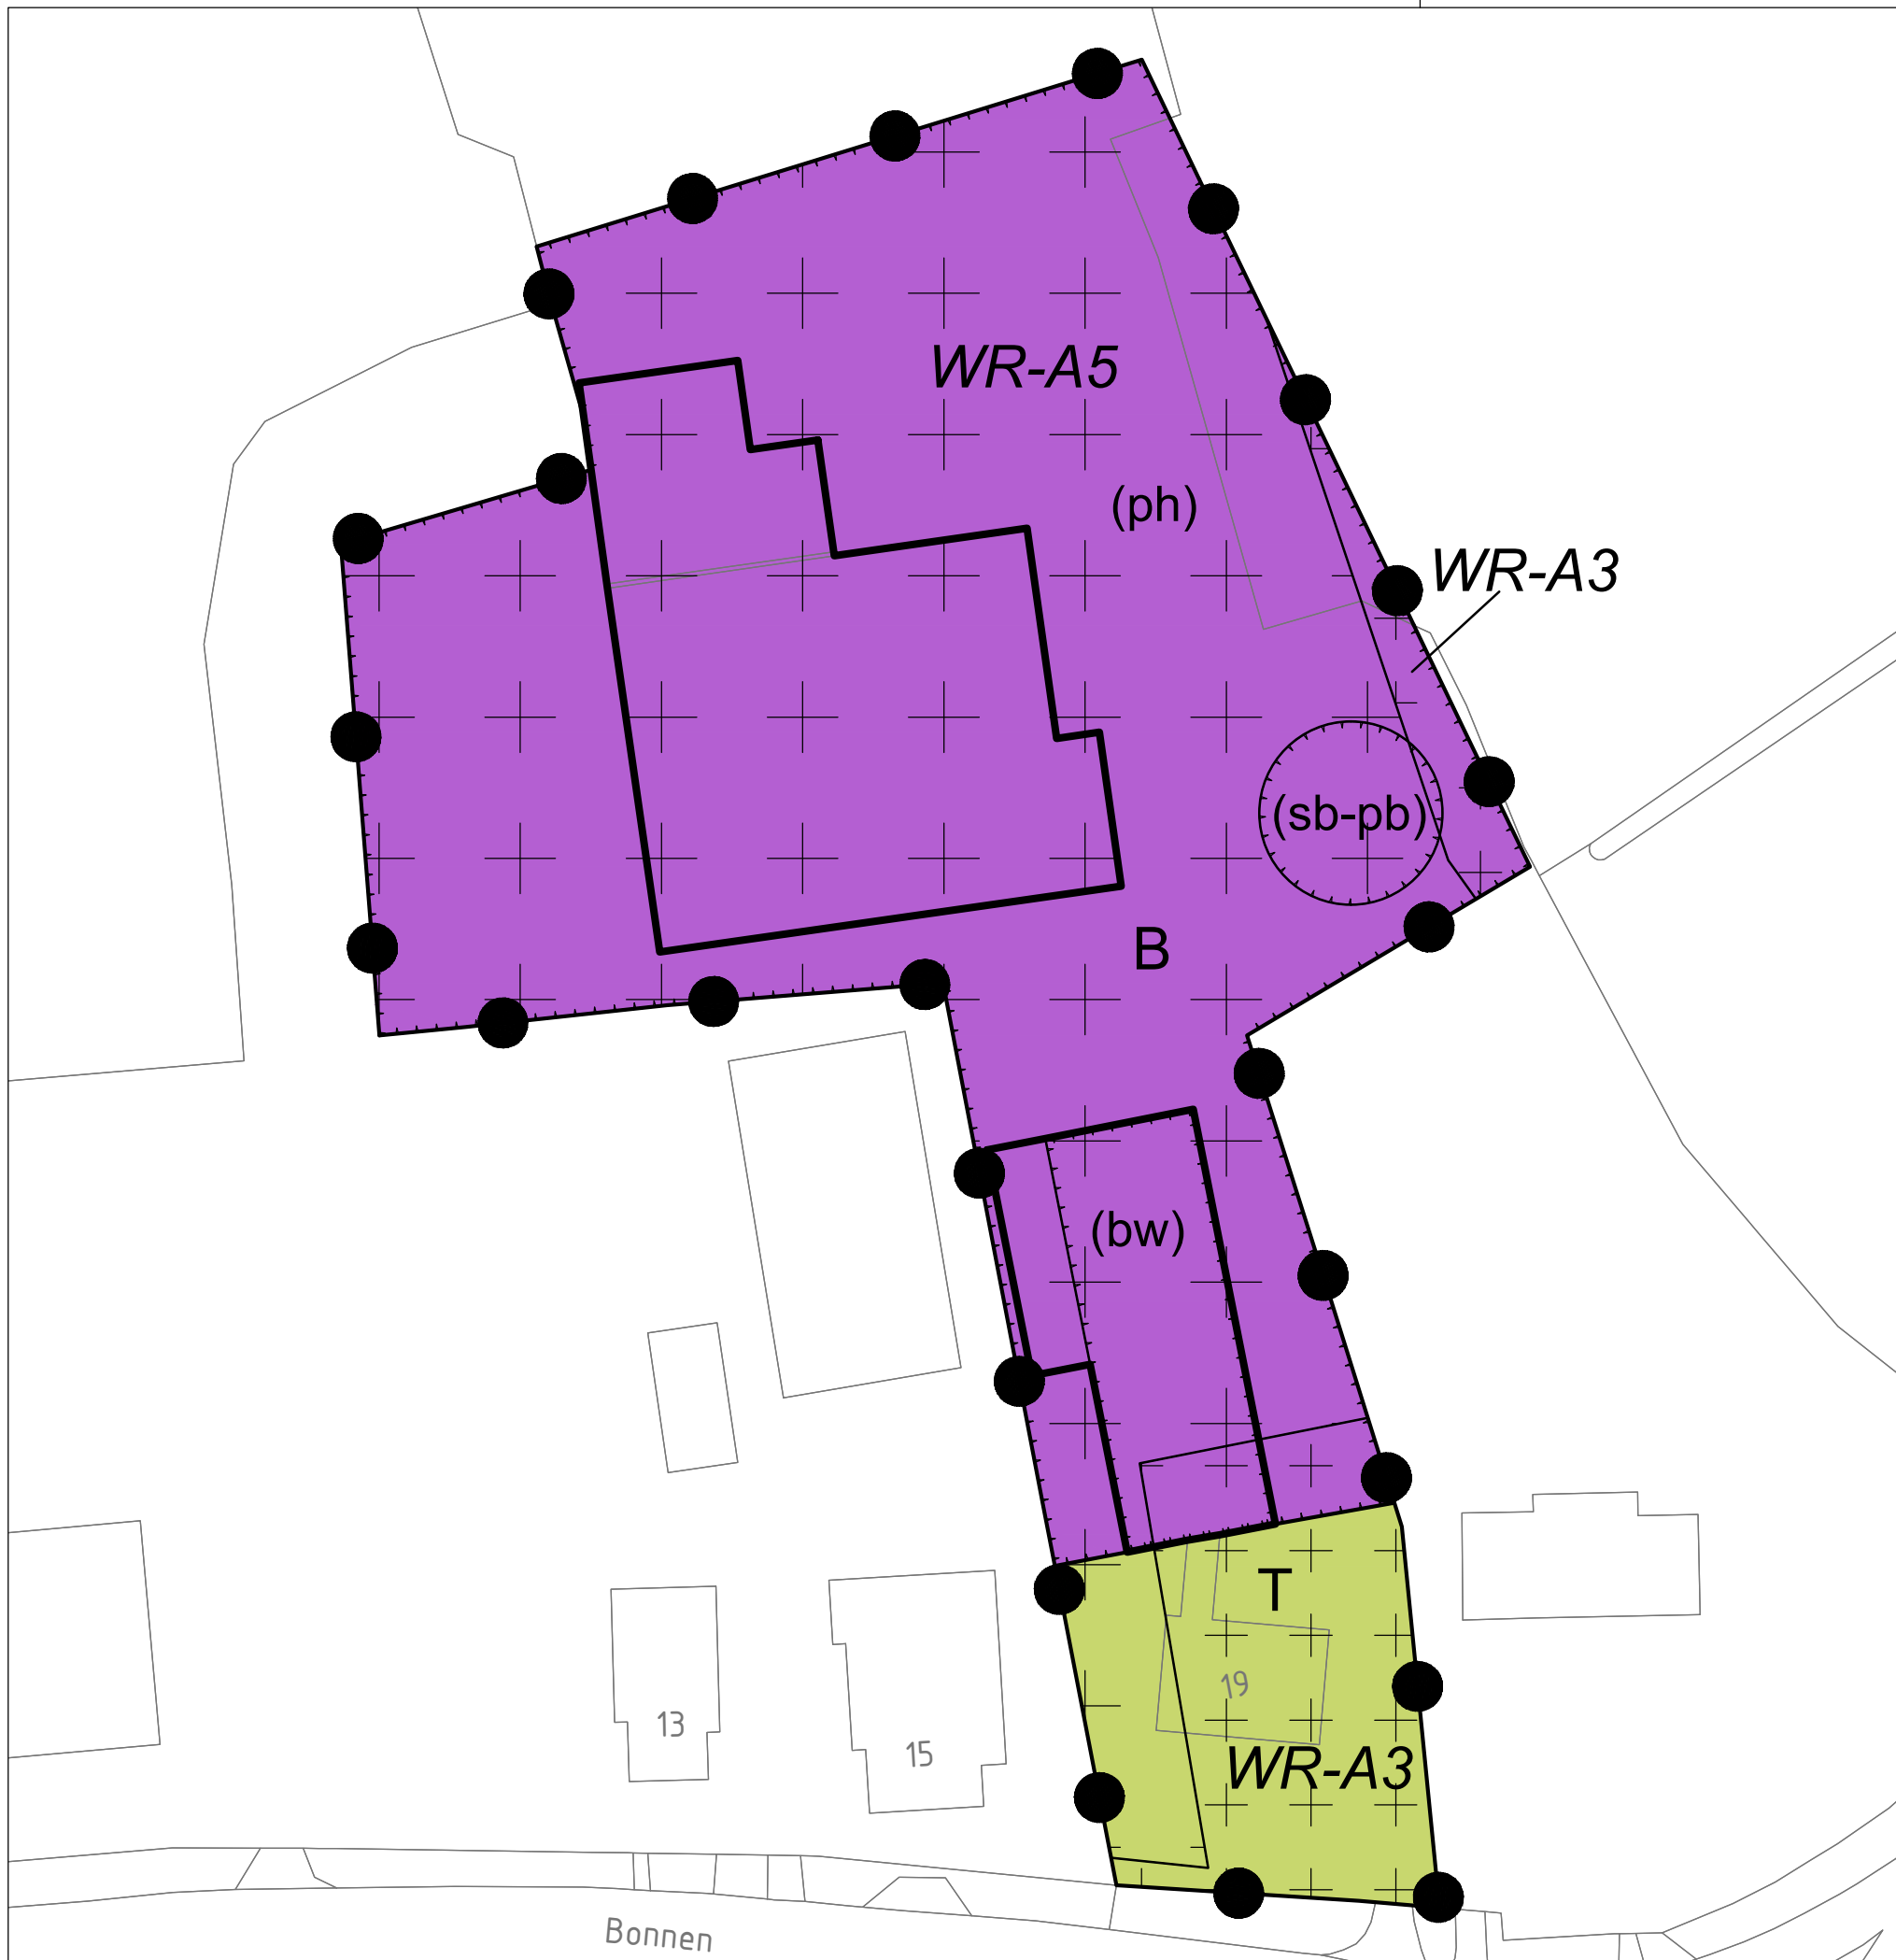 WR-A5
(ph)
WR-A3
(sb-pb)
B
(bw)
T
19
13
15
WR-A3
Bonnen